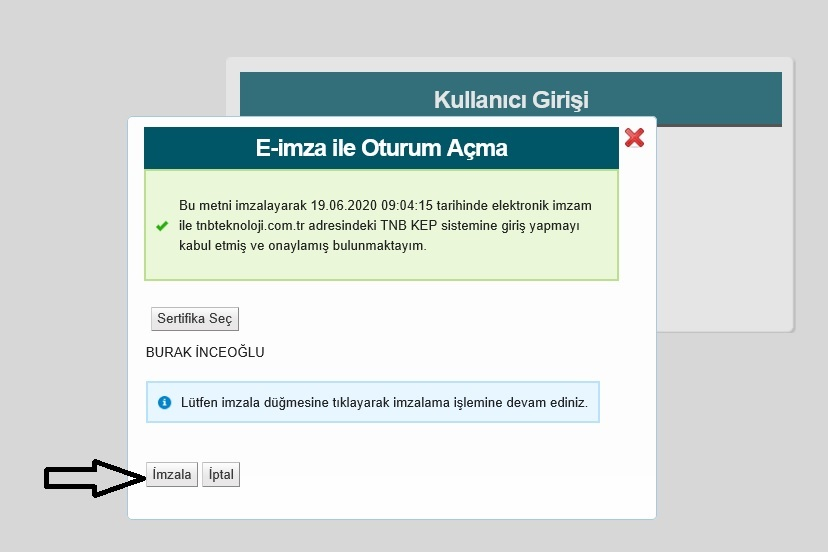 Kullanıcı Girişi
E-imza ile Oturum Açma
Bu metni imzalayarak 19.06.2020 09:04:15 tarihinde elektronik imzam
ile tnbteknoloji.com.tr adresindeki TNB KEP sistemine giriş yapmayı
kabul etmiş ve onaylamış bulunmaktayım.
Sertifika Seç
BURAK İNCEOĞLU
Lütfen imzala düğmesine tıklayarak imzalama işlemine devam ediniz.
İmzala İptal